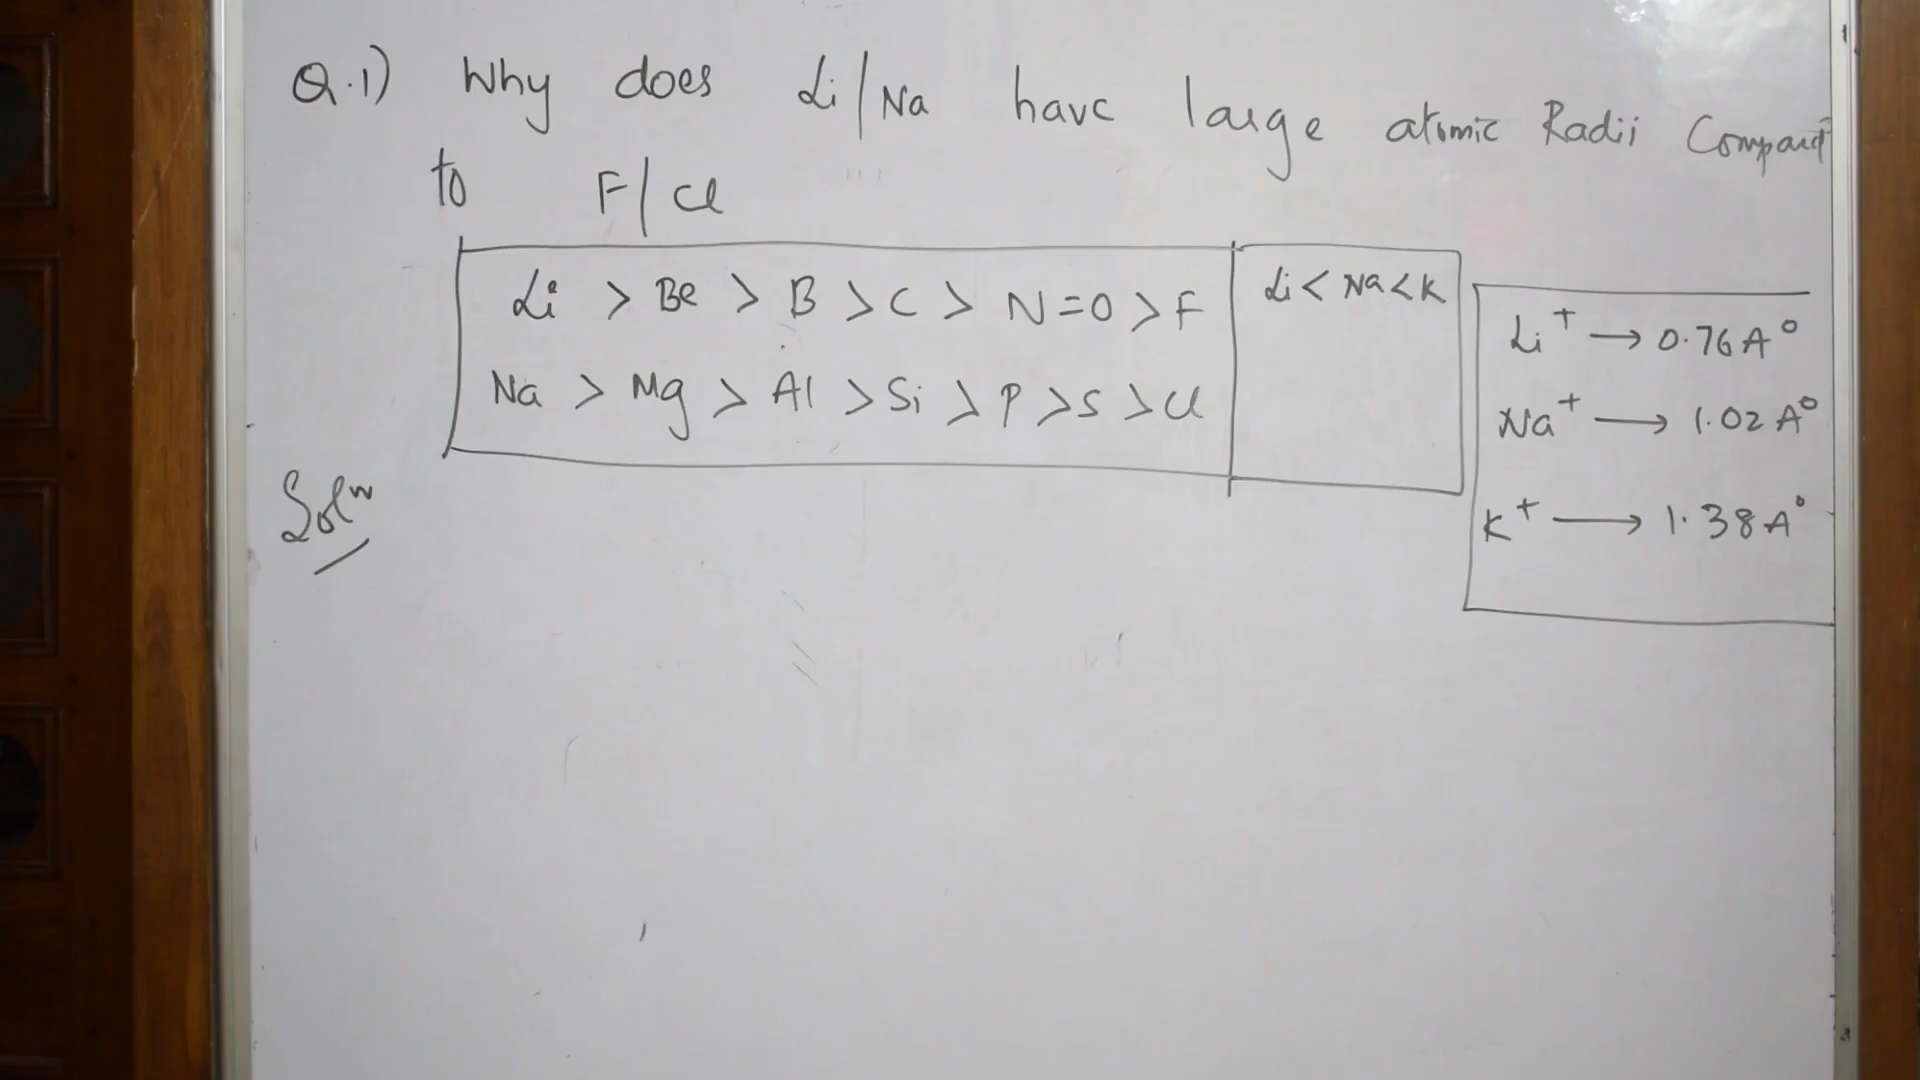 Q.1) Why does Li/Na have large atomic Radii Compared
to F/Cl
Li > Be > B > C > N=O > F
Na > Mg > Al > Si > P > S > Cl
Li < Na < K
Li⁺ → 0.76 A°
Na⁺ → 1.02 A°
K⁺ → 1.38 A°
Solⁿ